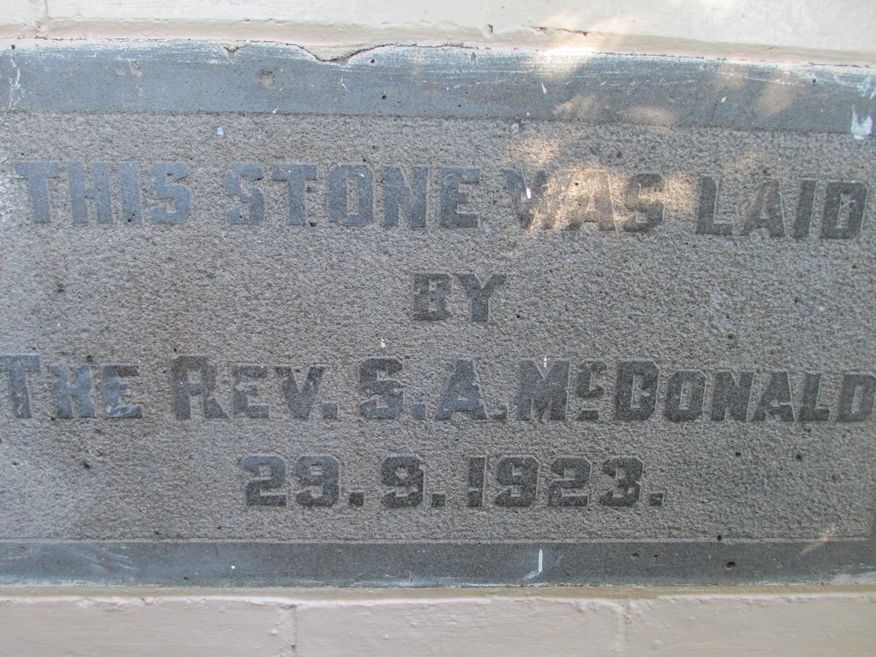 THIS STONE WAS LAID
BY
THE REV. S. A. McDONALD
29.9.1923.